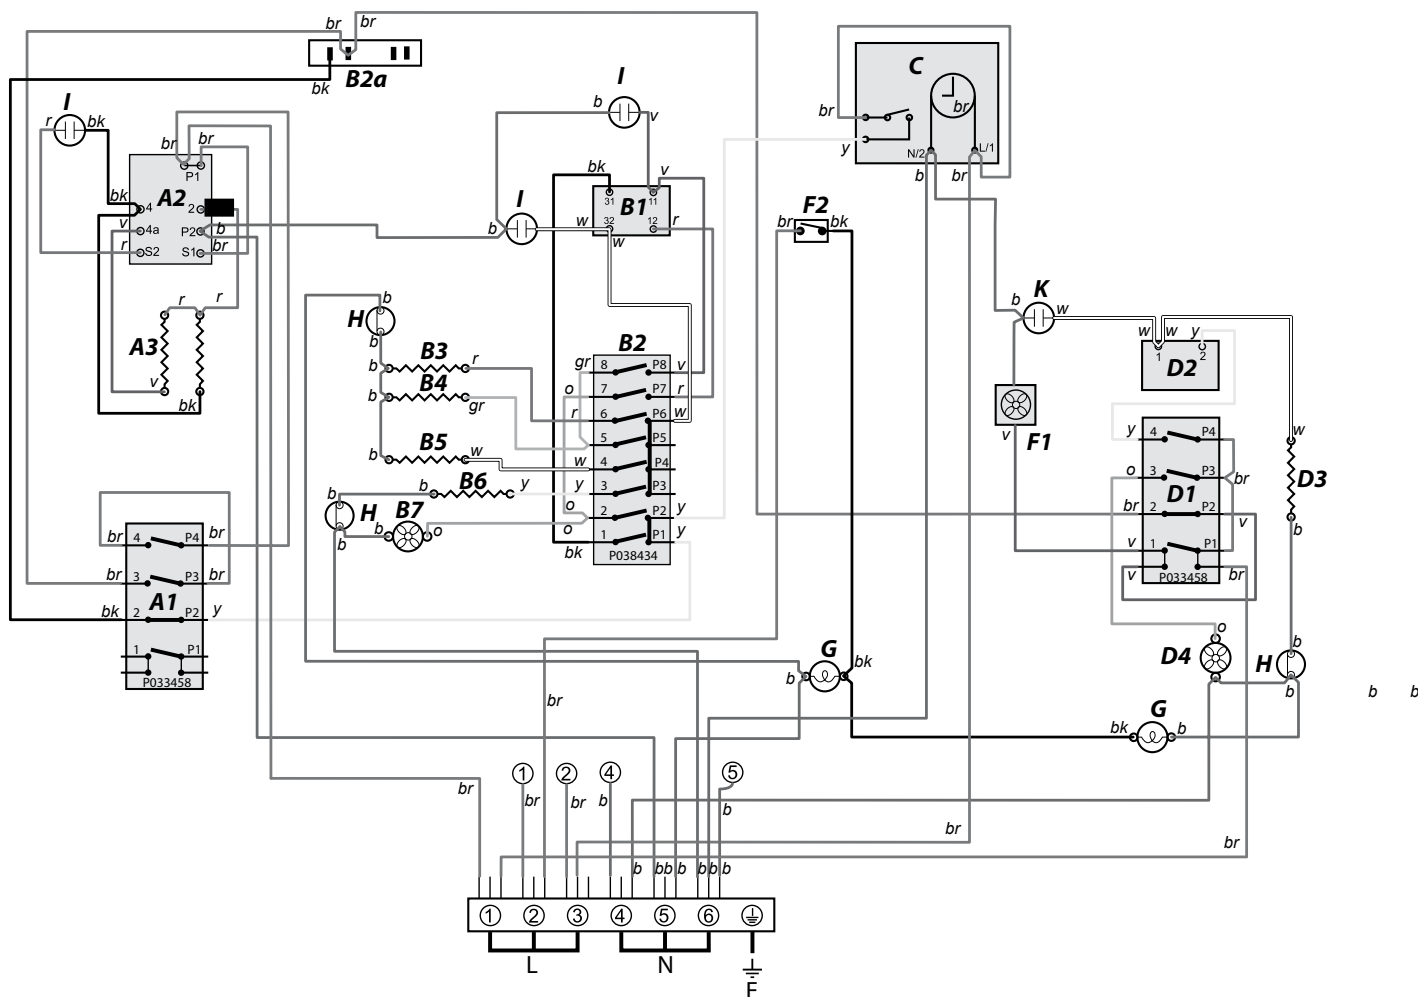 br
br
B2a
bk
I
r
bk
br
br
P1
A2
bk
4
2
v
4a
P2
b
r
S2
S1
br
r
r
A3
v
bk
I
b
v
bk
v
31
11
B1
I
b
w
32
12
r
w
C
br
br
y
N/2
L/1
b
br
F2
br
bk
K
b
w
w
w
y
1
2
D2
F1
v
H
b
b
B3
b
r
B4
b
gr
B5
b
w
B6
b
y
H
b
B7
b
b
o
B2
gr
8
P8
v
o
7
P7
r
r
6
P6
w
5
P5
w
4
P4
y
3
P3
o
2
P2
y
o
1
P1
y
bk
P038434
y
4
P4
o
3
P3
br
D1
br
2
P2
v
v
1
P1
v
br
P033458
w
D3
b
br
4
P4
br
br
3
P3
br
A1
bk
2
P2
y
1
P1
P033458
G
b
bk
br
D4
o
H
b
b
b
b
G
bk
b
br
1
br
2
br
4
b
5
b
br
br
b
b
b
b
b
b
b
1
2
3
4
5
6
L
N
F